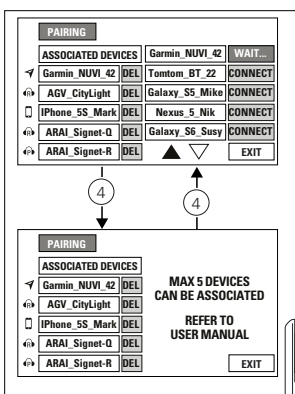 PAIRING
ASSOCIATED DEVICES Garmin_NUVI_42 WAIT...
Garmin_NUVI_42 DEL Tomtom_BT_22 CONNECT
AGV_CityLight DEL Galaxy_S5_Mike CONNECT
IPhone_5S_Mark DEL Nexus_5_Nik CONNECT
ARAI_Signet-Q DEL Galaxy_S6_Susy CONNECT
ARAI_Signet-R DEL EXIT
4 4
PAIRING
ASSOCIATED DEVICES
Garmin_NUVI_42 DEL
AGV_CityLight DEL
IPhone_5S_Mark DEL
ARAI_Signet-Q DEL
ARAI_Signet-R DEL
MAX 5 DEVICES
CAN BE ASSOCIATED
REFER TO
USER MANUAL
EXIT